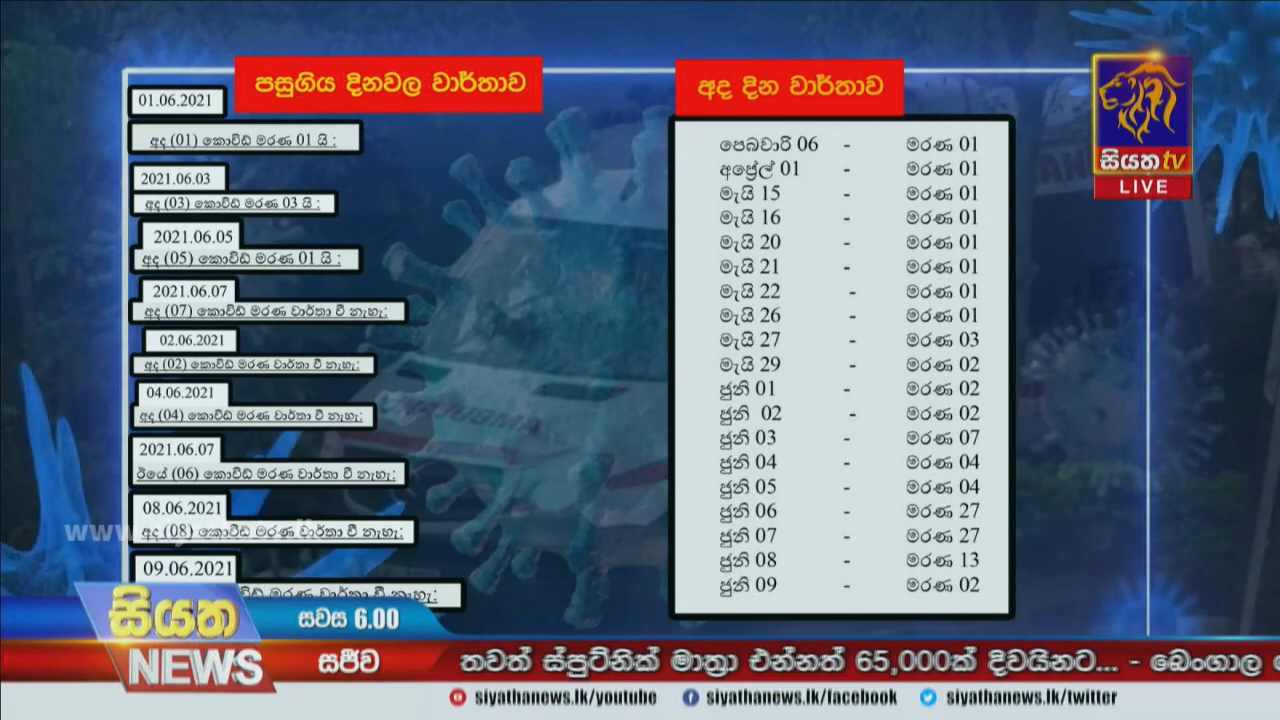 පසුගිය දිනවල වාර්තාව
01.06.2021
අද (01) කොවිඩ් මරණ 01 යි :
2021.06.03
අද (03) කොවිඩ් මරණ 03 යි :
2021.06.05
අද (05) කොවිඩ් මරණ 01 යි :
2021.06.07
අද (07) කොවිඩ් මරණ වාර්තා වී නැහැ:
02.06.2021
අද (02) කොවිඩ් මරණ වාර්තා වී නැහැ:
04.06.2021
අද (04) කොවිඩ් මරණ වාර්තා වී නැහැ:
2021.06.07
ඊයේ (06) කොවිඩ් මරණ වාර්තා වී නැහැ:
08.06.2021
අද (08) කොවිඩ් මරණ වාර්තා වී නැහැ:
09.06.2021
මරණ වාර්තා වී නැහැ:
අද දින වාර්තාව
පෙබවාරි 06 - මරණ 01
අප්‍රේල් 01 - මරණ 01
මැයි 15 - මරණ 01
මැයි 16 - මරණ 01
මැයි 20 - මරණ 01
මැයි 21 - මරණ 01
මැයි 22 - මරණ 01
මැයි 26 - මරණ 01
මැයි 27 - මරණ 03
මැයි 29 - මරණ 02
ජුනි 01 - මරණ 02
ජුනි 02 - මරණ 02
ජුනි 03 - මරණ 07
ජුනි 04 - මරණ 04
ජුනි 05 - මරණ 04
ජුනි 06 - මරණ 27
ජුනි 07 - මරණ 27
ජුනි 08 - මරණ 13
ජුනි 09 - මරණ 02
සියත tv
LIVE
සියත
NEWS
සවස 6.00
සජීව
තවත් ස්පුට්නික් මාත්‍රා එන්නත් 65,000ක් දිවයිනට... - බෙංගාල
siyathanews.lk/youtube siyathanews.lk/facebook siyathanews.lk/twitter